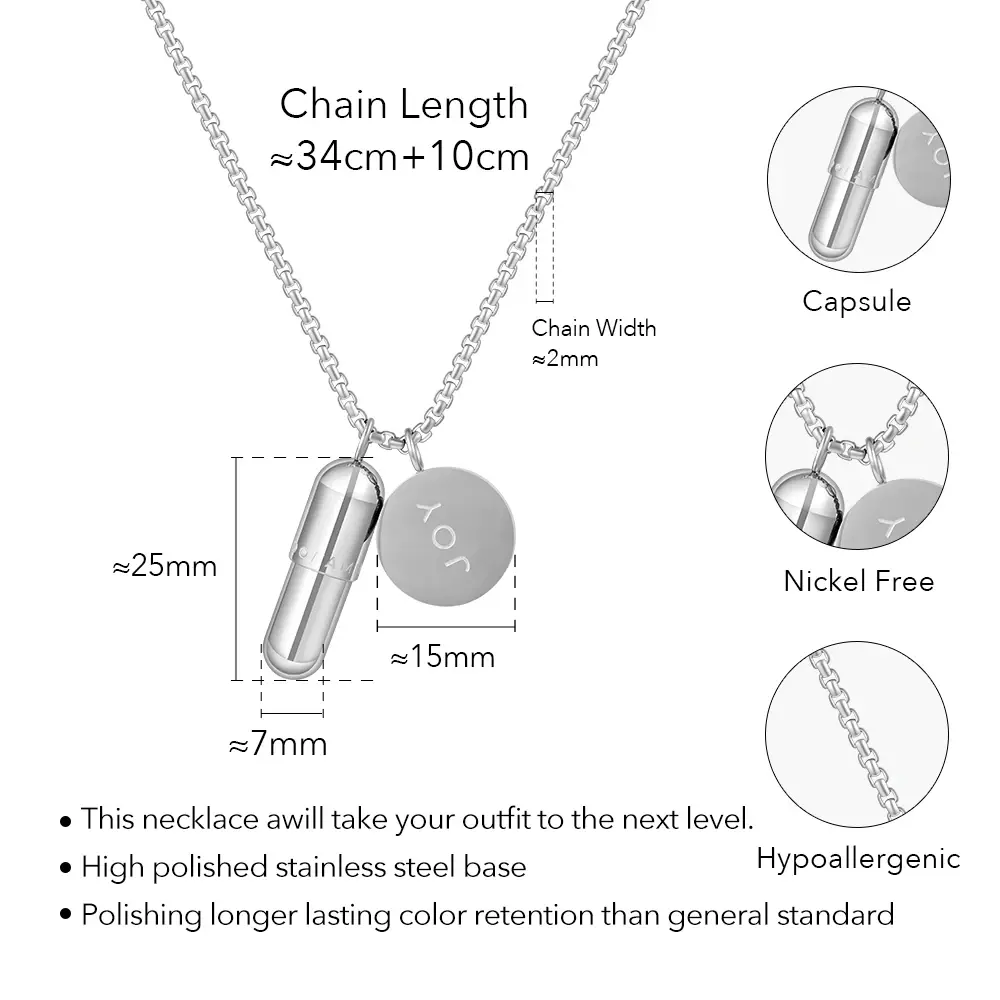 Chain Length
≈34cm+10cm
Chain Width
≈2mm
Capsule
Nickel Free
≈25mm
JOY
≈15mm
≈7mm
Hypoallergenic
• This necklace awill take your outfit to the next level.
• High polished stainless steel base
• Polishing longer lasting color retention than general standard